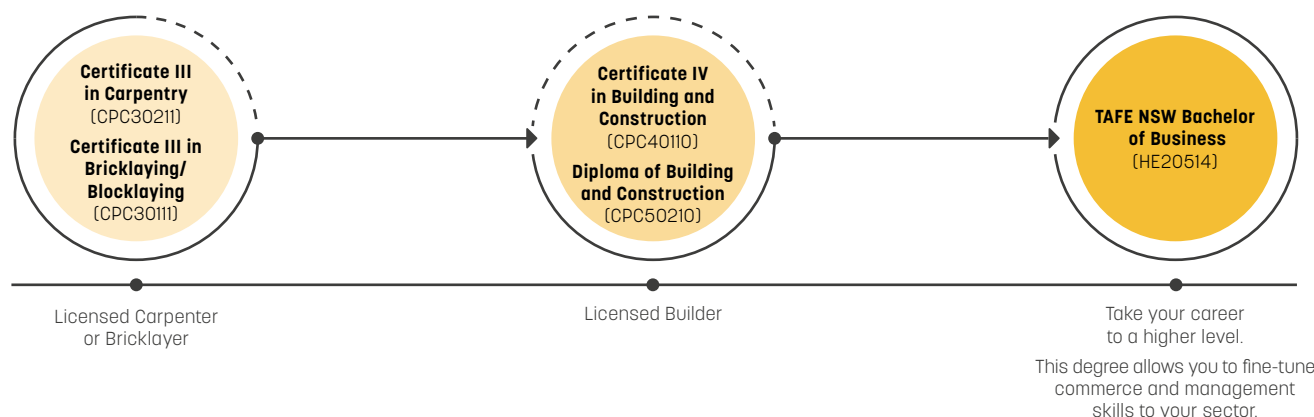 Certificate III
in Carpentry
(CPC30211)
Certificate III in
Bricklaying/
Blocklaying
(CPC30111)
Certificate IV
in Building and
Construction
(CPC40110)
Diploma of Building
and Construction
(CPC50210)
TAFE NSW Bachelor
of Business
(HE20514)
Licensed Carpenter
or Bricklayer
Licensed Builder
Take your career
to a higher level.
This degree allows you to fine-tune
commerce and management
skills to your sector.